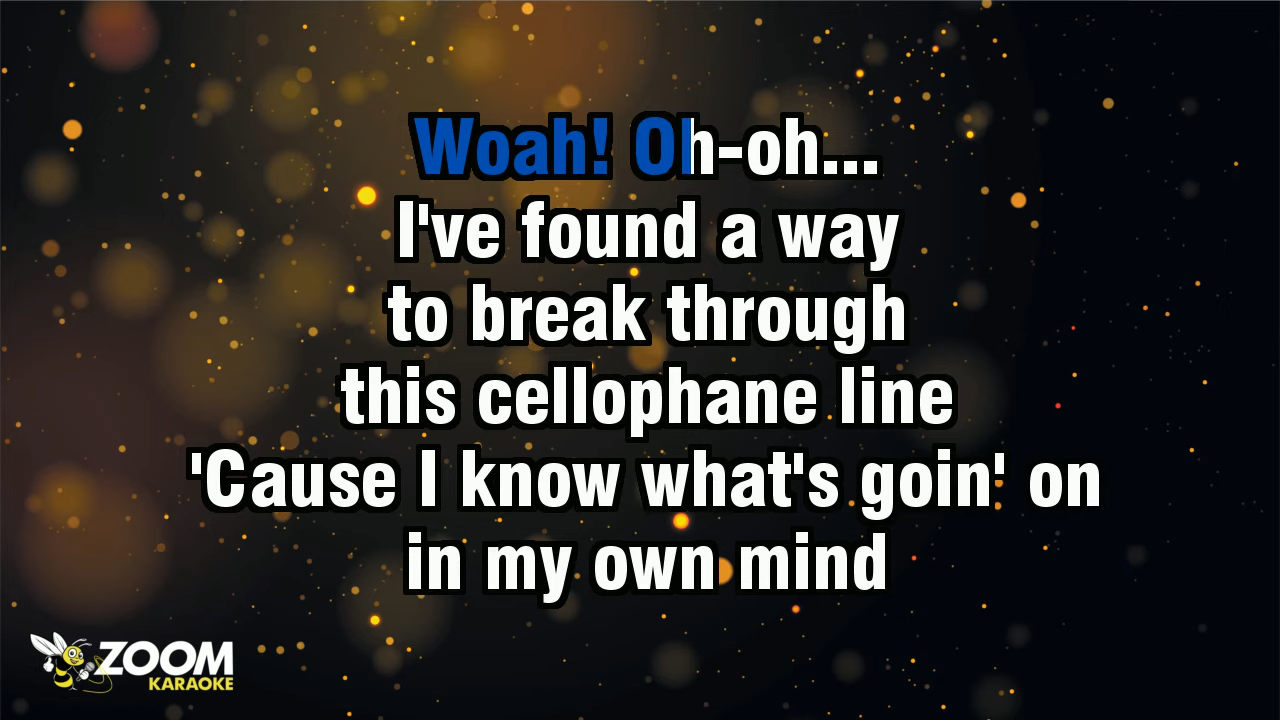 Woah! Oh-oh...
I've found a way
to break through
this cellophane line
'Cause I know what's goin' on
in my own mind
ZOOM
KARAOKE